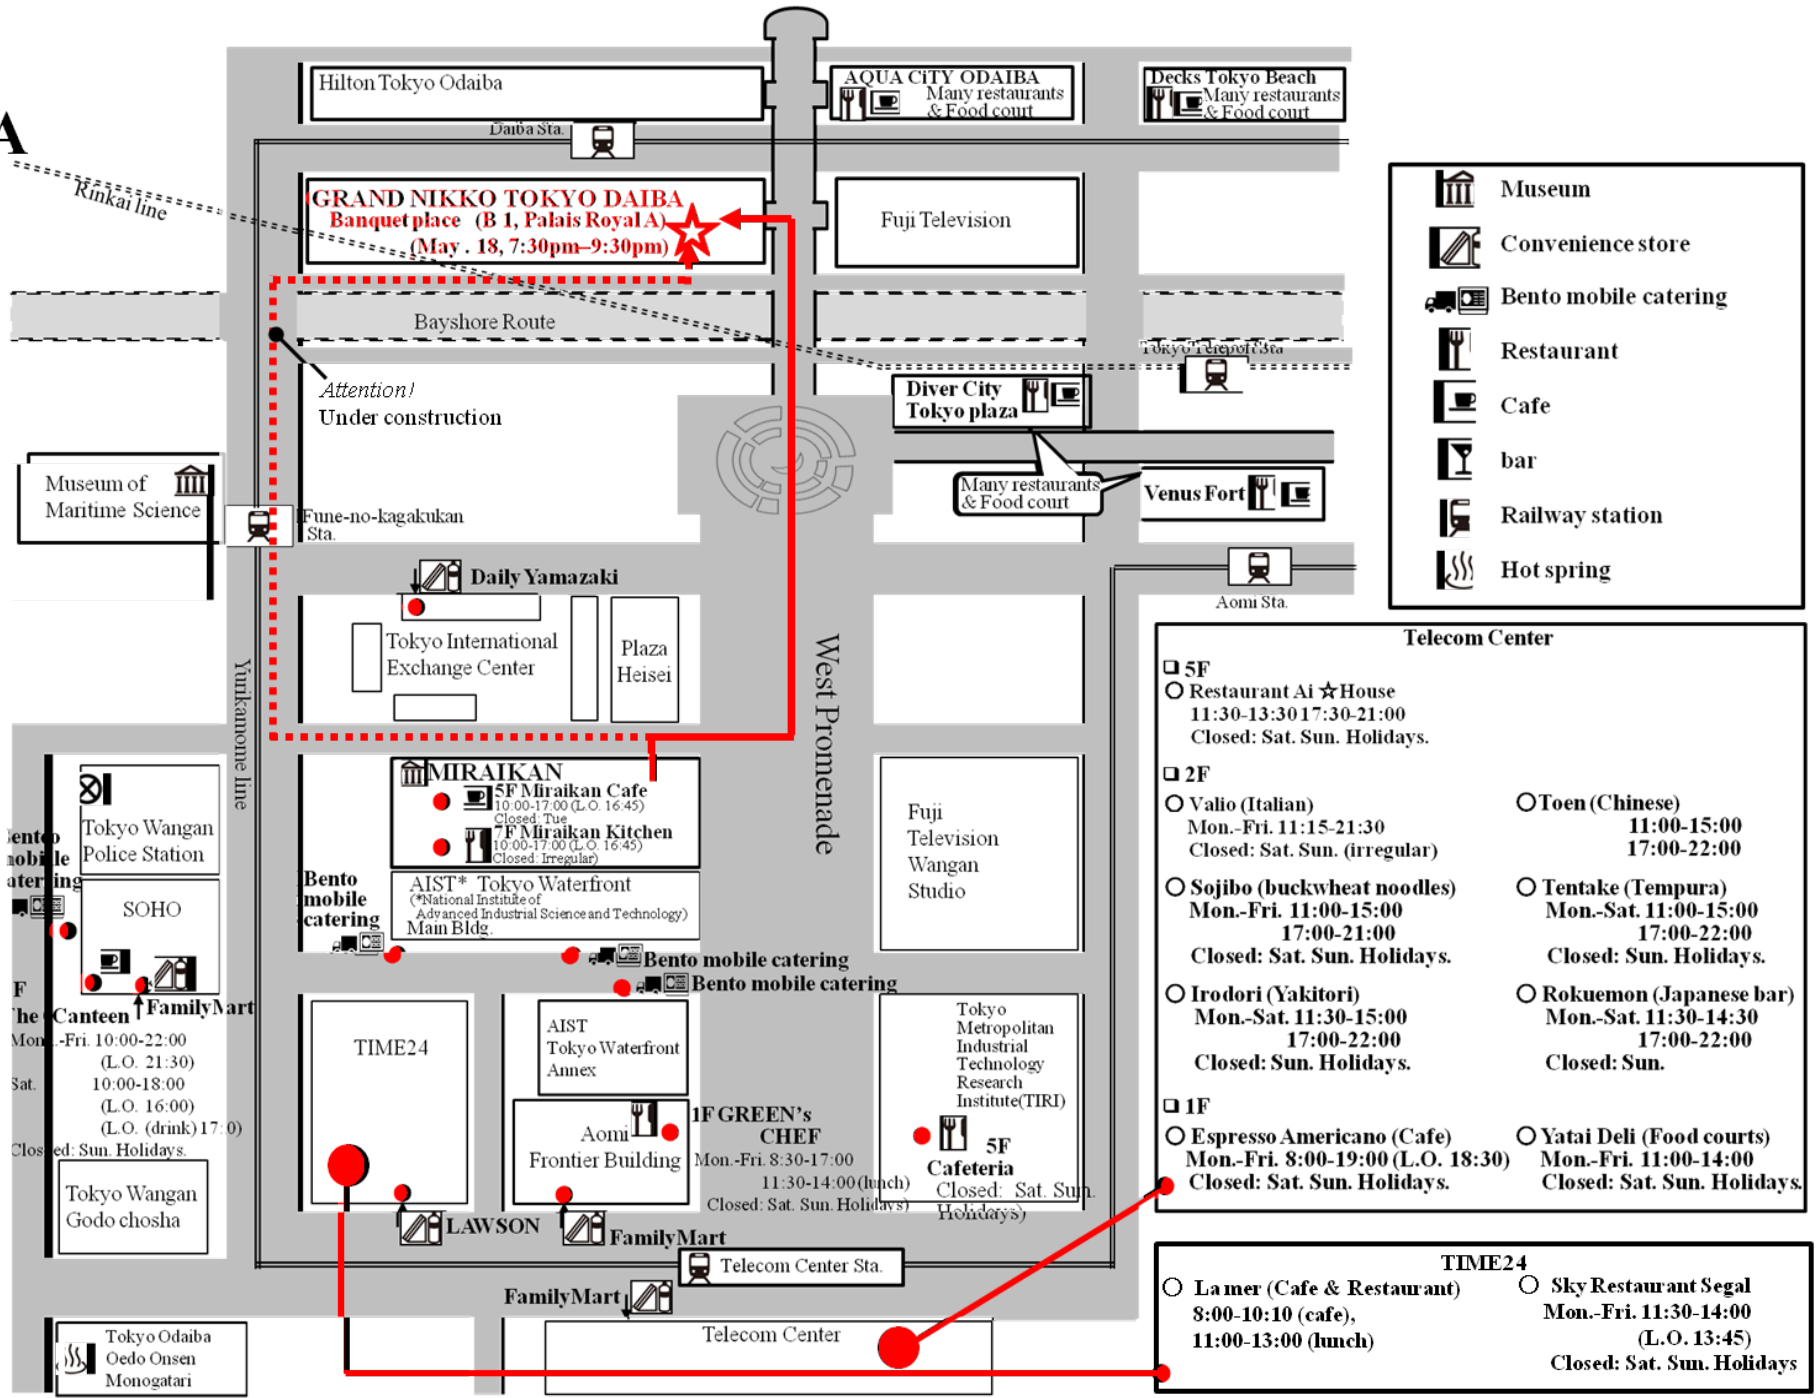 Hilton Tokyo Odaiba
AQUA CiTY ODAIBA
Many restaurants
& Food court
Decks Tokyo Beach
Many restaurants
& Food court
A
Daiba Sta.
Rinkai line
GRAND NIKKO TOKYO DAIBA
Banquet place (B 1, Palais Royal A)
(May . 18, 7:30pm–9:30pm)
Fuji Television
Bayshore Route
Tokyo Teleport Sta
Attention!
Under construction
Diver City
Tokyo plaza
Many restaurants
& Food court
Venus Fort
Museum of
Maritime Science
Fune-no-kagakukan
Sta.
Daily Yamazaki
Aomi Sta.
Tokyo International
Exchange Center
Plaza
Heisei
West Promenade
Yurikamome line
Museum
Convenience store
Bento mobile catering
Restaurant
Cafe
bar
Railway station
Hot spring
MIRAIKAN
5F Miraikan Cafe
10:00-17:00 (L.O. 16:45)
Closed: Tue
7F Miraikan Kitchen
10:00-17:00 (L.O. 16:45)
Closed: Irregular)
Fuji
Television
Wangan
Studio
Tokyo Wangan
Police Station
Bento
mobile
catering
SOHO
FamilyMart
F
The Canteen
Mon.-Fri. 10:00-22:00
(L.O. 21:30)
Sat. 10:00-18:00
(L.O. 16:00)
(L.O. (drink) 17:0)
Closed: Sun. Holidays.
Tokyo Wangan
Godo chosha
Bento
mobile
catering
AIST* Tokyo Waterfront
(*National Institute of
Advanced Industrial Science and Technology)
Main Bldg.
Bento mobile catering
Bento mobile catering
TIME24
AIST
Tokyo Waterfront
Annex
Tokyo
Metropolitan
Industrial
Technology
Research
Institute(TIRI)
Aomi
Frontier Building
1F GREEN's
CHEF
Mon.-Fri. 8:30-17:00
11:30-14:00 (lunch)
Closed: Sat. Sun. Holidays)
5F
Cafeteria
Closed: Sat. Sun.
Holidays)
LAWSON
FamilyMart
Telecom Center Sta.
FamilyMart
Telecom Center
Tokyo Odaiba
Oedo Onsen
Monogatari
Telecom Center
❑ 5F
Restaurant Ai ☆ House
11:30-13:30 17:30-21:00
Closed: Sat. Sun. Holidays.
❑ 2F
Valio (Italian)
Mon.-Fri. 11:15-21:30
Closed: Sat. Sun. (irregular)
Toen (Chinese)
11:00-15:00
17:00-22:00
Sojibo (buckwheat noodles)
Mon.-Fri. 11:00-15:00
17:00-21:00
Closed: Sat. Sun. Holidays.
Tentake (Tempura)
Mon.-Sat. 11:00-15:00
17:00-22:00
Closed: Sun. Holidays.
Irodori (Yakitori)
Mon.-Sat. 11:30-15:00
17:00-22:00
Closed: Sun. Holidays.
Rokuemon (Japanese bar)
Mon.-Sat. 11:30-14:30
17:00-22:00
Closed: Sun.
❑ 1F
Espresso Americano (Cafe)
Mon.-Fri. 8:00-19:00 (L.O. 18:30)
Closed: Sat. Sun. Holidays.
Yatai Deli (Food courts)
Mon.-Fri. 11:00-14:00
Closed: Sat. Sun. Holidays.
TIME24
La mer (Cafe & Restaurant)
8:00-10:10 (cafe),
11:00-13:00 (lunch)
Sky Restaurant Segal
Mon.-Fri. 11:30-14:00
(L.O. 13:45)
Closed: Sat. Sun. Holidays